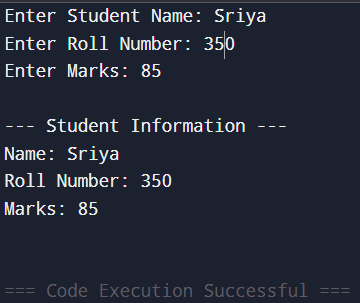 Enter Student Name: Sriya
Enter Roll Number: 350
Enter Marks: 85
--- Student Information ---
Name: Sriya
Roll Number: 350
Marks: 85
=== Code Execution Successful ===